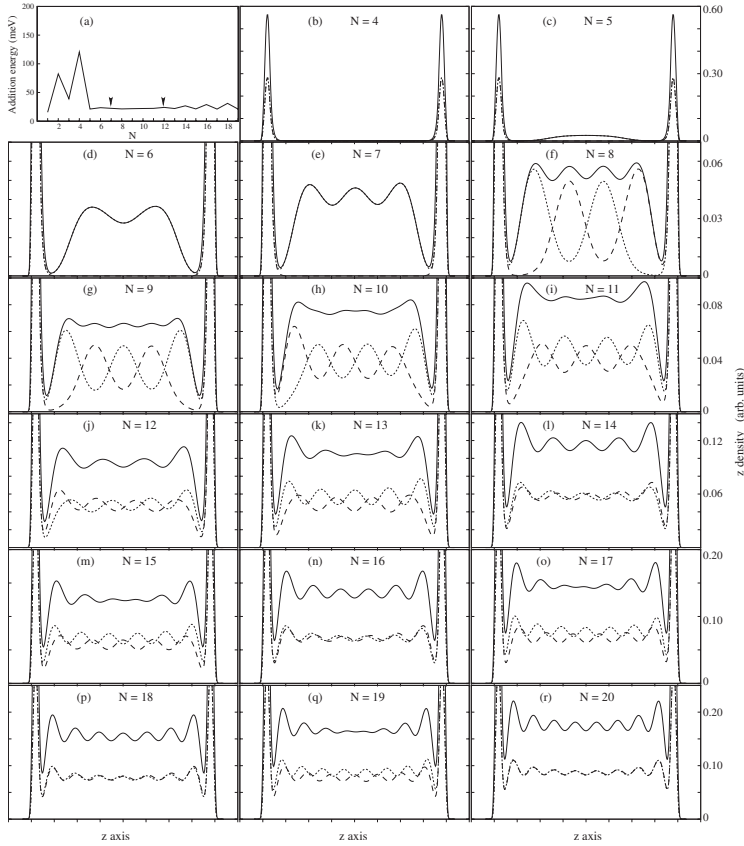 200
150
100
50
0
Addition energy (meV)
(a)
2 4 6 8 10 12 14 16 18
N
(b) N = 4
(c) N = 5
0.60
0.30
0
(d) N = 6
(e) N = 7
(f) N = 8
0.06
0.03
0
(g) N = 9
(h) N = 10
(i) N = 11
0.08
0.04
0
(j) N = 12
(k) N = 13
(l) N = 14
0.12
0.06
z density (arb. units)
(m) N = 15
(n) N = 16
(o) N = 17
0.20
0.10
0
(p) N = 18
(q) N = 19
(r) N = 20
0.20
0.10
0
z axis
z axis
z axis